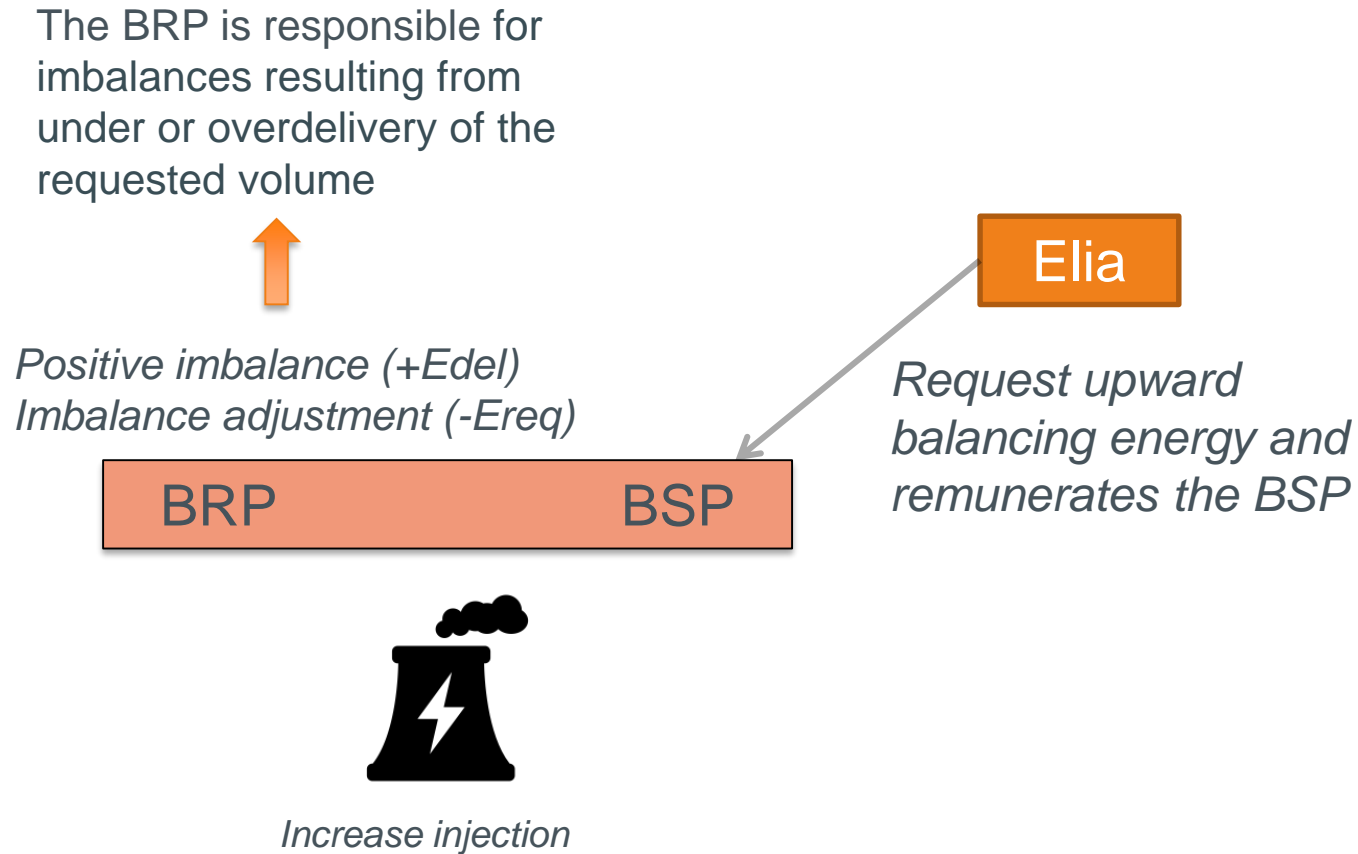 The BRP is responsible for
imbalances resulting from
under or overdelivery of the
requested volume
Elia
Positive imbalance (+Edel)
Imbalance adjustment (-Ereq)
Request upward
balancing energy and
remunerates the BSP
BRP
BSP
Increase injection